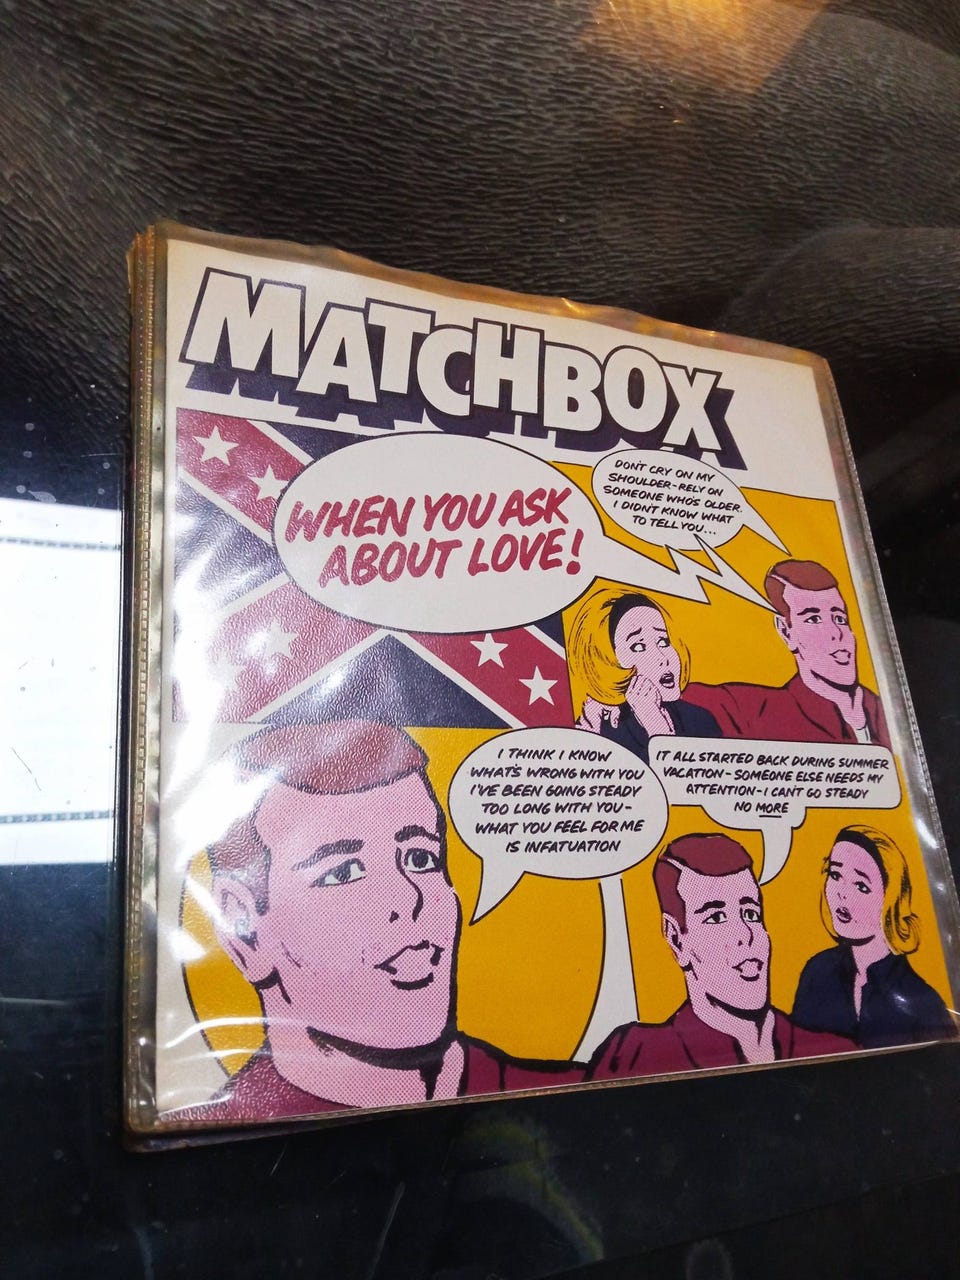 MATCHBOX
WHEN YOU ASK
ABOUT LOVE!
DON'T CRY ON MY
SHOULDER-RELY ON
SOMEONE WHO'S OLDER.
I DIDN'T KNOW WHAT
TO TELL YOU...
I THINK I KNOW
WHAT'S WRONG WITH YOU
I'VE BEEN GOING STEADY
TOO LONG WITH YOU-
WHAT YOU FEEL FOR ME
IS INFATUATION
IT ALL STARTED BACK DURING SUMMER
VACATION-SOMEONE ELSE NEEDS MY
ATTENTION-I CAN'T GO STEADY
NO MORE